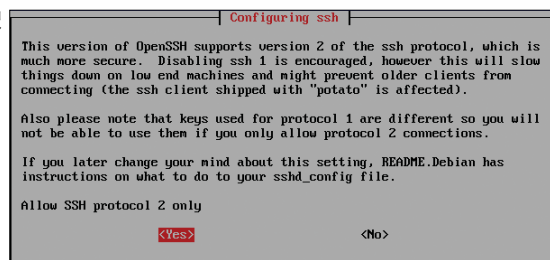 Configuring ssh
This version of OpenSSH supports version 2 of the ssh protocol, which is
much more secure.  Disabling ssh 1 is encouraged, however this will slow
things down on low end machines and might prevent older clients from
connecting (the ssh client shipped with "potato" is affected).
Also please note that keys used for protocol 1 are different so you will
not be able to use them if you only allow protocol 2 connections.
If you later change your mind about this setting, README.Debian has
instructions on what to do to your sshd_config file.
Allow SSH protocol 2 only
<Yes> <No>